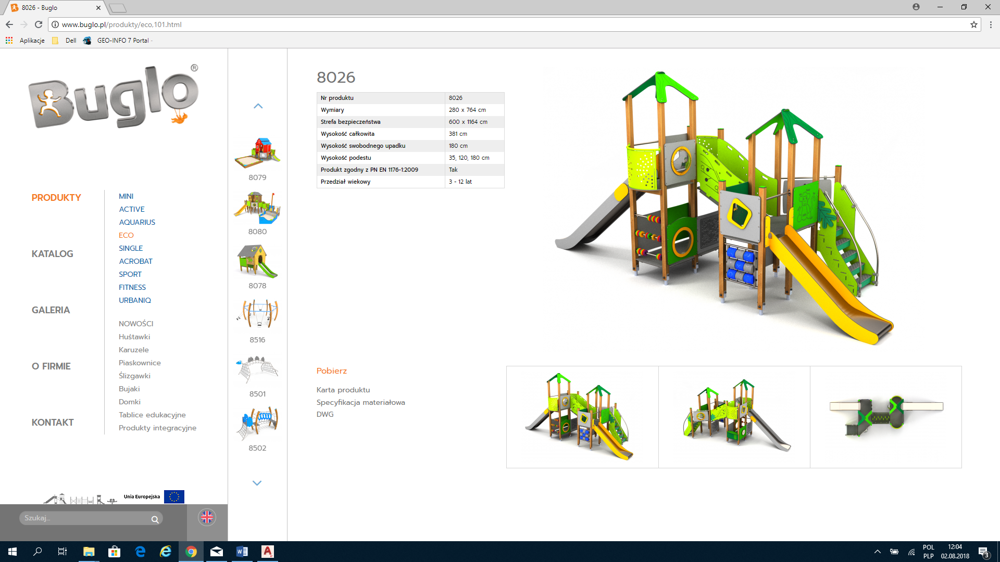 8026 - Buglo
www.buglo.pl/produkty/eco,101.html
Aplikacje
Dell
GEO-INFO 7 Portal -
Buglo®
PRODUKTY
KATALOG
GALERIA
O FIRMIE
KONTAKT
MINI
ACTIVE
AQUARIUS
ECO
SINGLE
ACROBAT
SPORT
FITNESS
URBANIQ
NOWOŚCI
Huśtawki
Karuzele
Piaskownice
Ślizgawki
Bujaki
Domki
Tablice edukacyjne
Produkty integracyjne
Unia Europejska
Szukaj...
8079
8080
8078
8516
8501
8502
8026
Nr produktu 8026
Wymiary 280 x 764 cm
Strefa bezpieczeństwa 600 x 1164 cm
Wysokość całkowita 381 cm
Wysokość swobodnego upadku 180 cm
Wysokość podestu 35, 120, 180 cm
Produkt zgodny z PN EN 1176-1:2009 Tak
Przedział wiekowy 3 - 12 lat
Pobierz
Karta produktu
Specyfikacja materiałowa
DWG
POL
PLP
12:04
02.08.2018
3